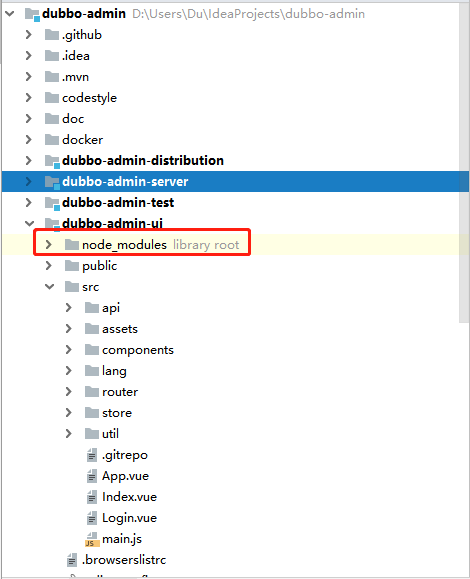 dubbo-admin D:\Users\Du\IdeaProjects\dubbo-admin
.github
.idea
.mvn
codestyle
doc
docker
dubbo-admin-distribution
dubbo-admin-server
dubbo-admin-test
dubbo-admin-ui
node_modules library root
public
src
api
assets
components
lang
router
store
util
.gitrepo
App.vue
Index.vue
Login.vue
JS main.js
.browserslistrc